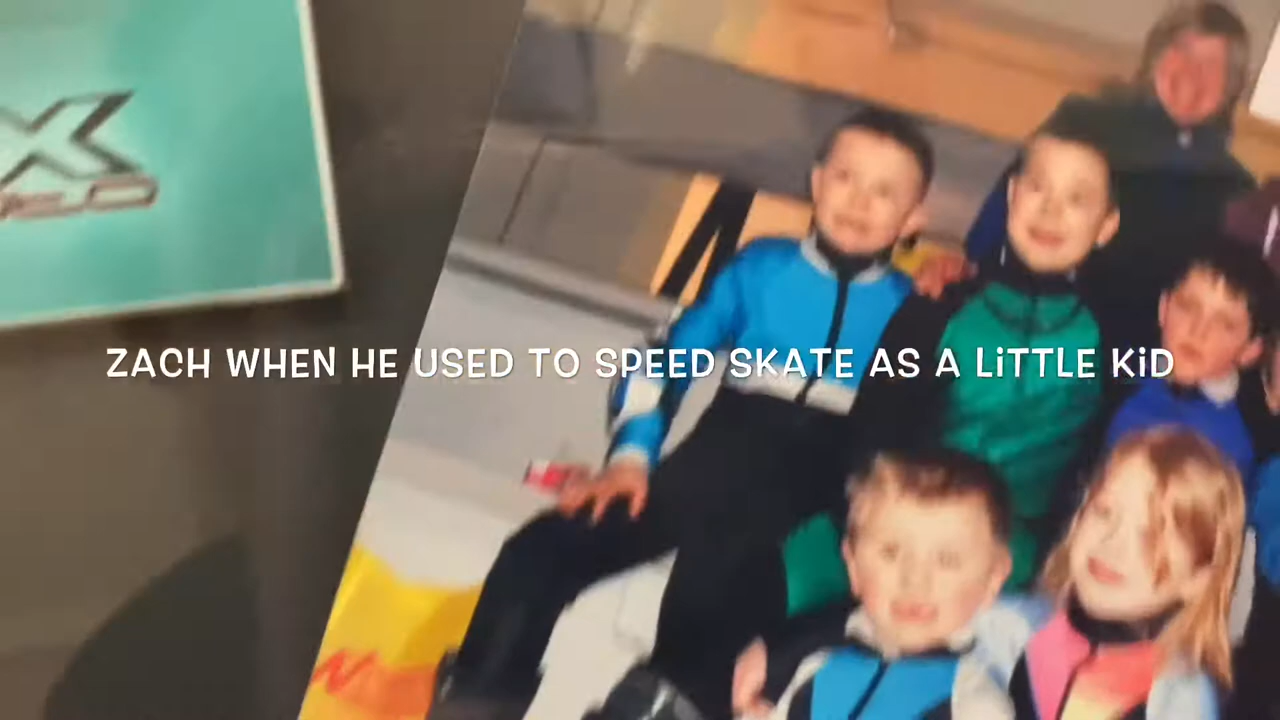 X
ZACH WHEN HE USED TO SPEED SKATE AS A LITTLE KID